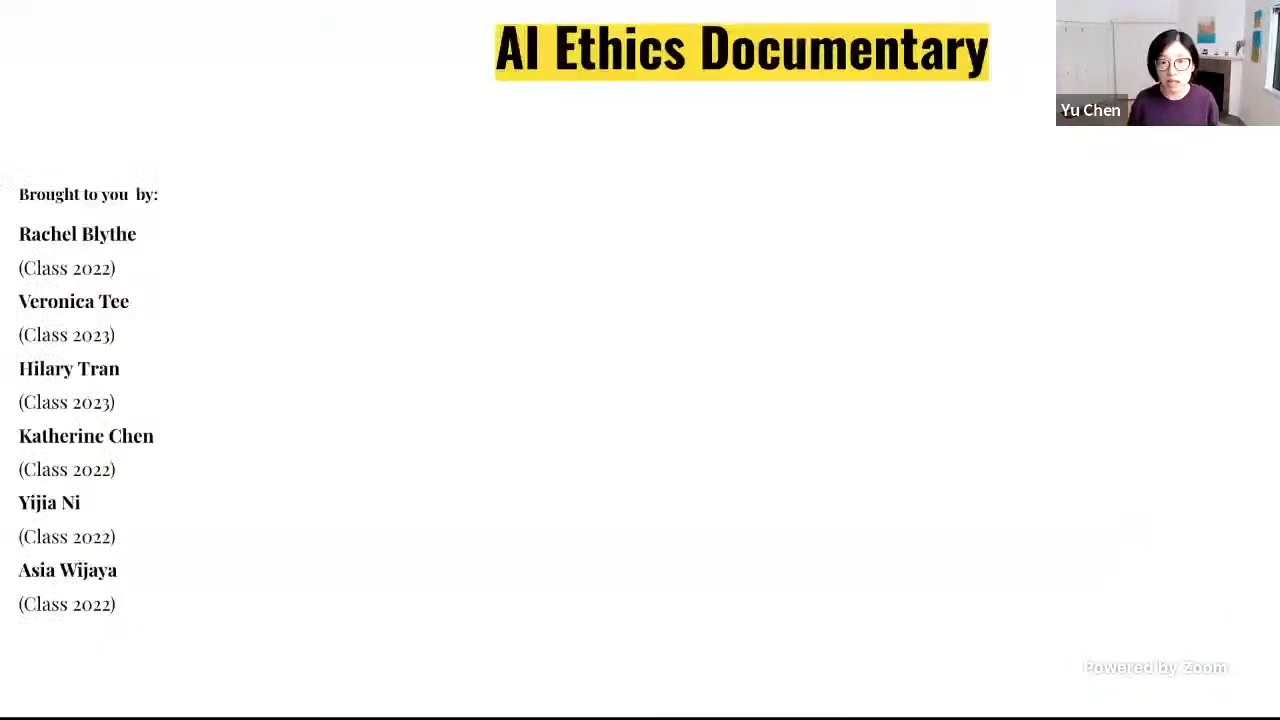 AI Ethics Documentary
Yu Chen
Brought to you by:
Rachel Blythe
(Class 2022)
Veronica Tee
(Class 2023)
Hilary Tran
(Class 2023)
Katherine Chen
(Class 2022)
Yijia Ni
(Class 2022)
Asia Wijaya
(Class 2022)
Powered by Zoom